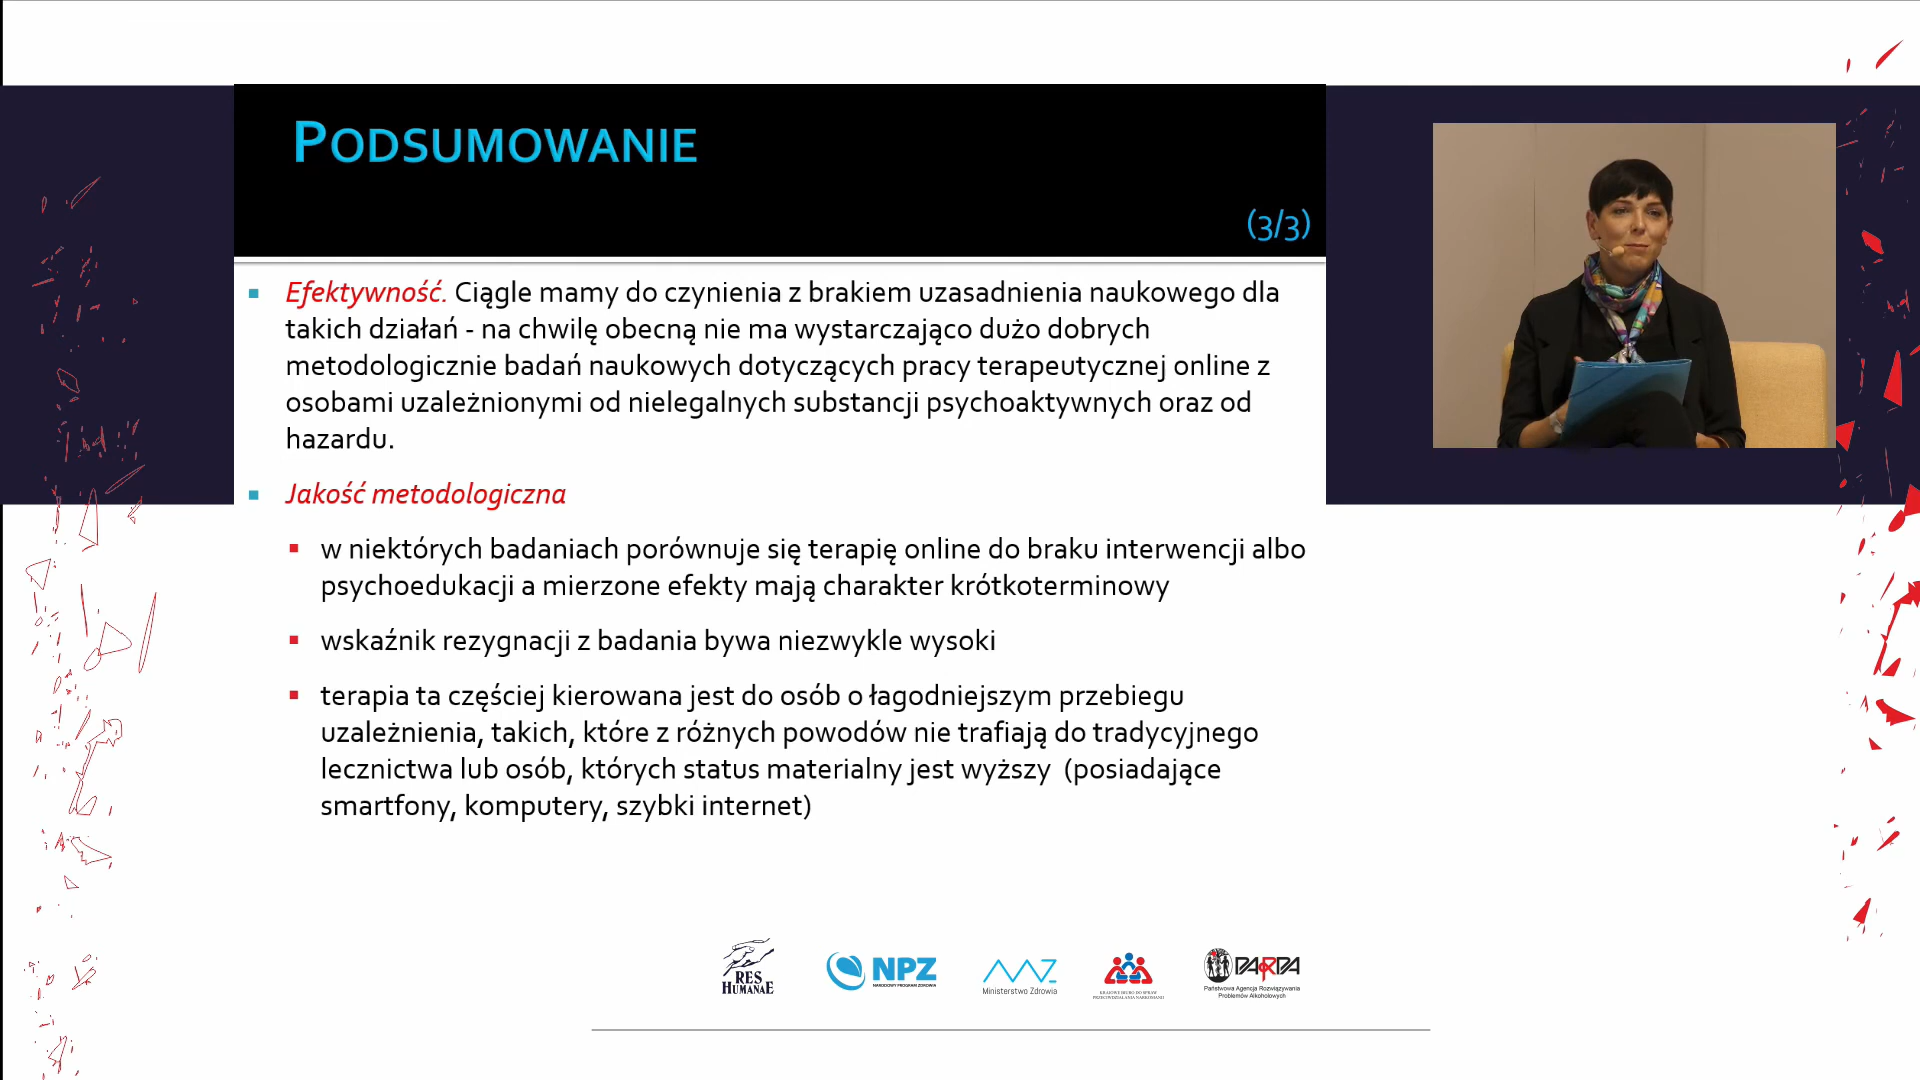 PODSUMOWANIE
(3/3)
Efektywność. Ciągle mamy do czynienia z brakiem uzasadnienia naukowego dla
takich działań - na chwilę obecną nie ma wystarczająco dużo dobrych
metodologicznie badań naukowych dotyczących pracy terapeutycznej online z
osobami uzależnionymi od nielegalnych substancji psychoaktywnych oraz od
hazardu.
Jakość metodologiczna
w niektórych badaniach porównuje się terapię online do braku interwencji albo
psychoedukacji a mierzone efekty mają charakter krótkoterminowy
wskaźnik rezygnacji z badania bywa niezwykle wysoki
terapia ta częściej kierowana jest do osób o łagodniejszym przebiegu
uzależnienia, takich, które z różnych powodów nie trafiają do tradycyjnego
lecznictwa lub osób, których status materialny jest wyższy (posiadające
smartfony, komputery, szybki internet)
RES
HUMANAE
NPZ
NARODOWY PROGRAM ZDROWIA
Ministerstwo Zdrowia
KRAJOWE BIURO DO SPRAW
PRZECIWDZIAŁANIA NARKOMANII
PARPA
Państwowa Agencja Rozwiązywania
Problemów Alkoholowych